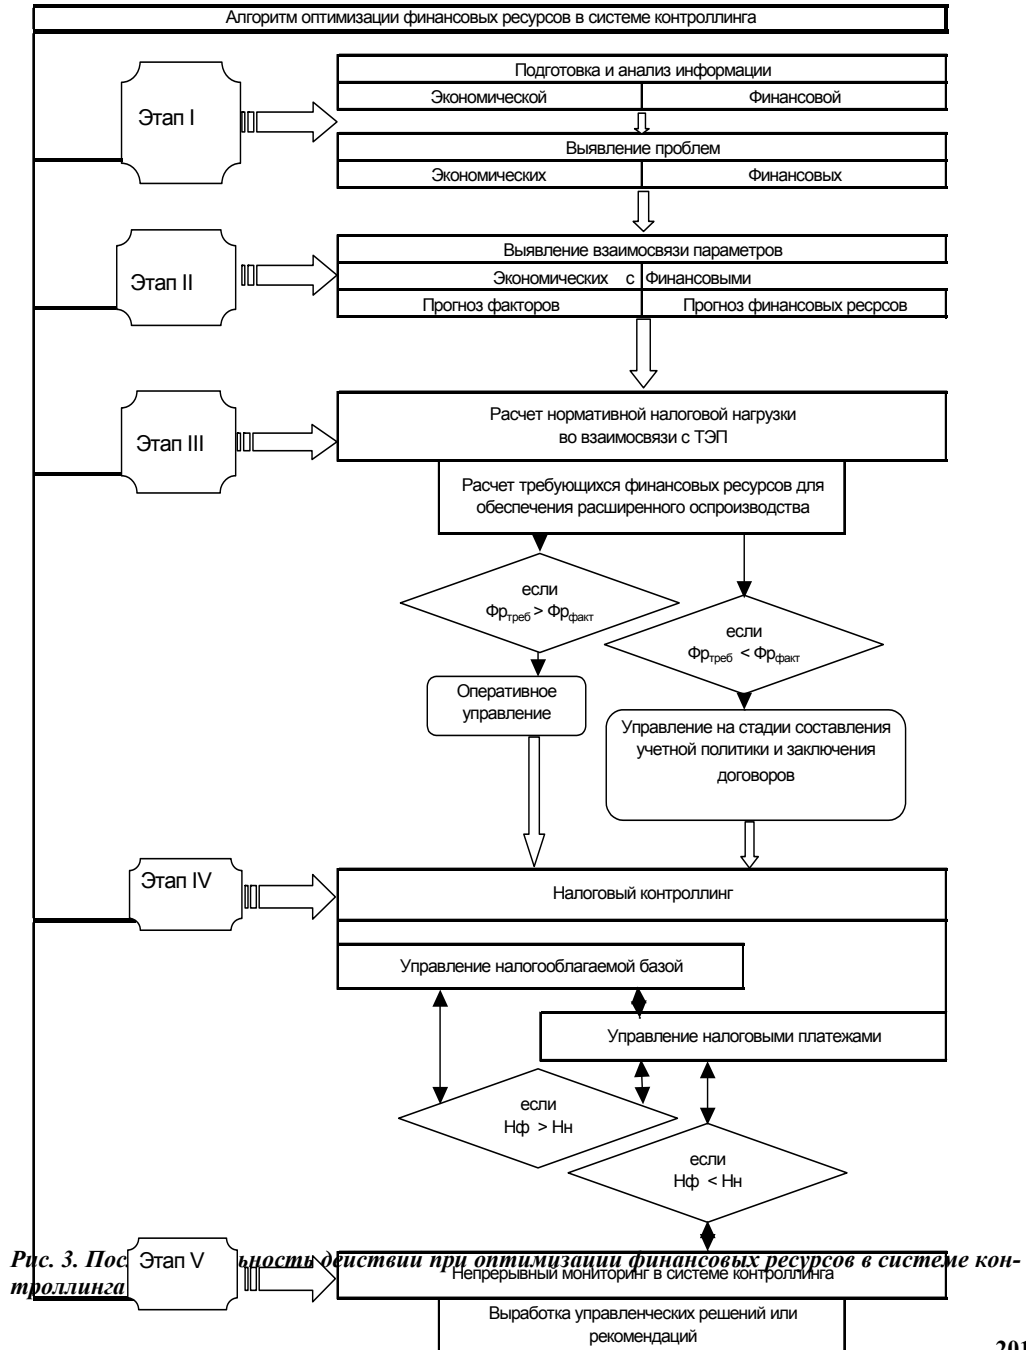 Алгоритм оптимизации финансовых ресурсов в системе контроллинга
Этап I
Подготовка и анализ информации
Экономической Финансовой
Выявление проблем
Экономических Финансовых
Этап II
Выявление взаимосвязи параметров
Экономических с Финансовыми
Прогноз факторов Прогноз финансовых ресрсов
Этап III
Расчет нормативной налоговой нагрузки
во взаимосвязи с ТЭП
Расчет требующихся финансовых ресурсов для
обеспечения расширенного оспроизводства
если
Фртреб > Фрфакт
если
Фртреб < Фрфакт
Оперативное
управление
Управление на стадии составления
учетной политики и заключения
договоров
Этап IV
Налоговый контроллинг
Управление налогооблагаемой базой
Управление налоговыми платежами
если
Нф > Нн
если
Нф < Нн
Этап V
Рис. 3. Пос ьность действии при оптимизации финансовых ресурсов в системе кон-
троллинга
Непрерывный мониторинг в системе контроллинга
Выработка управленческих решений или
рекомендаций
201